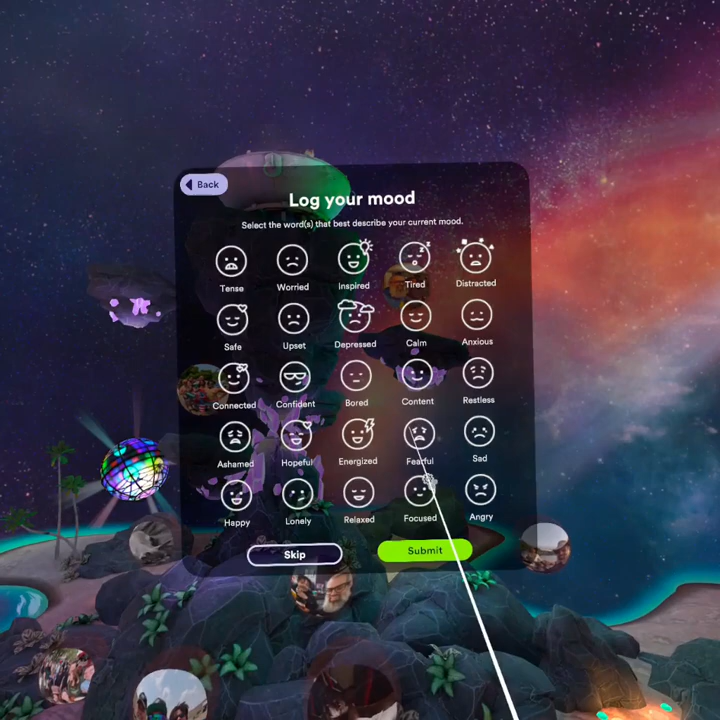 Back
Log your mood
Select the word(s) that best describe your current mood.
Tense Worried Inspired Tired Distracted
Safe Upset Depressed Calm Anxious
Connected Confident Bored Content Restless
Ashamed Hopeful Energized Fearful Sad
Happy Lonely Relaxed Focused Angry
Skip Submit